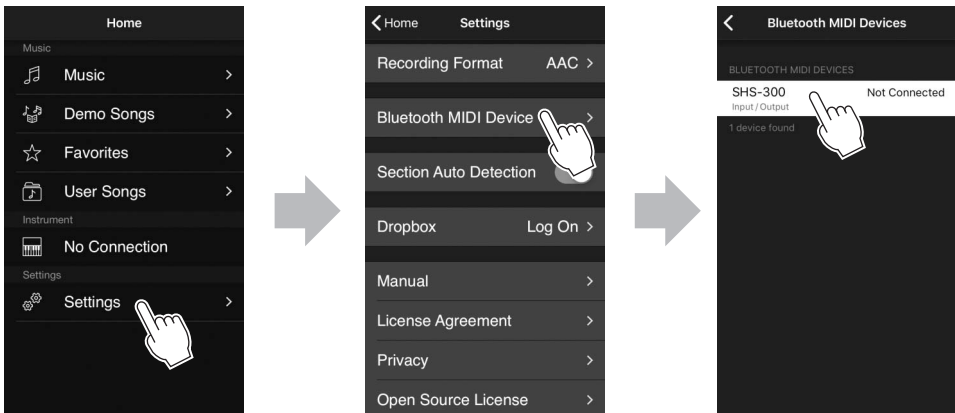 Home
Music
Music
Demo Songs
Favorites
User Songs
Instrument
No Connection
Settings
Settings
Home Settings
Recording Format AAC
Bluetooth MIDI Device
Section Auto Detection
Dropbox Log On
Manual
License Agreement
Privacy
Open Source License
Bluetooth MIDI Devices
BLUETOOTH MIDI DEVICES
SHS-300 Not Connected
Input / Output
1 device found